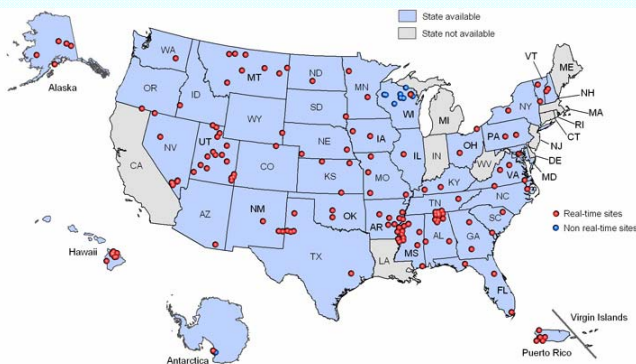 State available
State not available
Alaska
WA
OR
ID
MT
ND
MN
SD
WY
NV
UT
CA
AZ
CO
NM
NE
KS
OK
TX
IA
MO
AR
LA
WI
IL
MI
IN
OH
KY
TN
MS
AL
GA
FL
SC
NC
VA
WV
PA
NY
VT
ME
NH
MA
RI
CT
NJ
DE
MD
Real-time sites
Non real-time sites
Hawaii
Antarctica
Virgin Islands
Puerto Rico